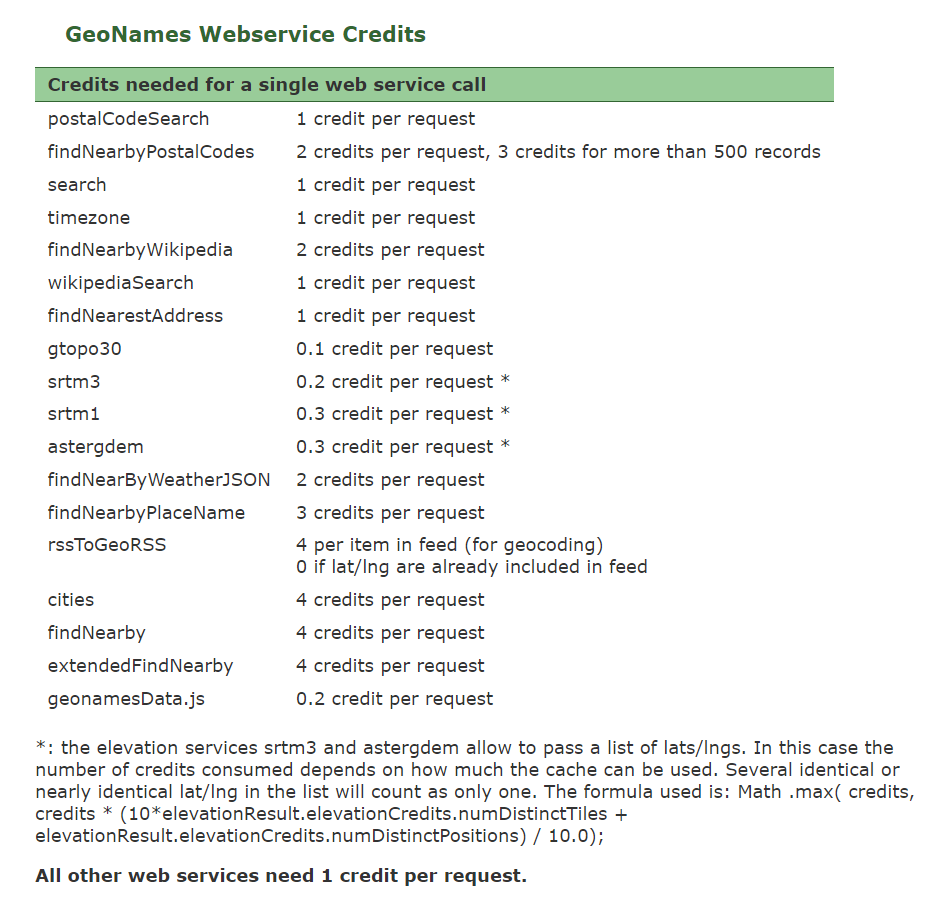 GeoNames Webservice Credits
Credits needed for a single web service call
postalCodeSearch 1 credit per request
findNearbyPostalCodes 2 credits per request, 3 credits for more than 500 records
search 1 credit per request
timezone 1 credit per request
findNearbyWikipedia 2 credits per request
wikipediaSearch 1 credit per request
findNearestAddress 1 credit per request
gtopo30 0.1 credit per request
srtm3 0.2 credit per request *
srtm1 0.3 credit per request *
astergdem 0.3 credit per request *
findNearByWeatherJSON 2 credits per request
findNearbyPlaceName 3 credits per request
rssToGeoRSS 4 per item in feed (for geocoding)
0 if lat/lng are already included in feed
cities 4 credits per request
findNearby 4 credits per request
extendedFindNearby 4 credits per request
geonamesData.js 0.2 credit per request
*: the elevation services srtm3 and astergdem allow to pass a list of lats/lngs. In this case the
number of credits consumed depends on how much the cache can be used. Several identical or
nearly identical lat/lng in the list will count as only one. The formula used is: Math .max( credits,
credits * (10*elevationResult.elevationCredits.numDistinctTiles +
elevationResult.elevationCredits.numDistinctPositions) / 10.0);
All other web services need 1 credit per request.